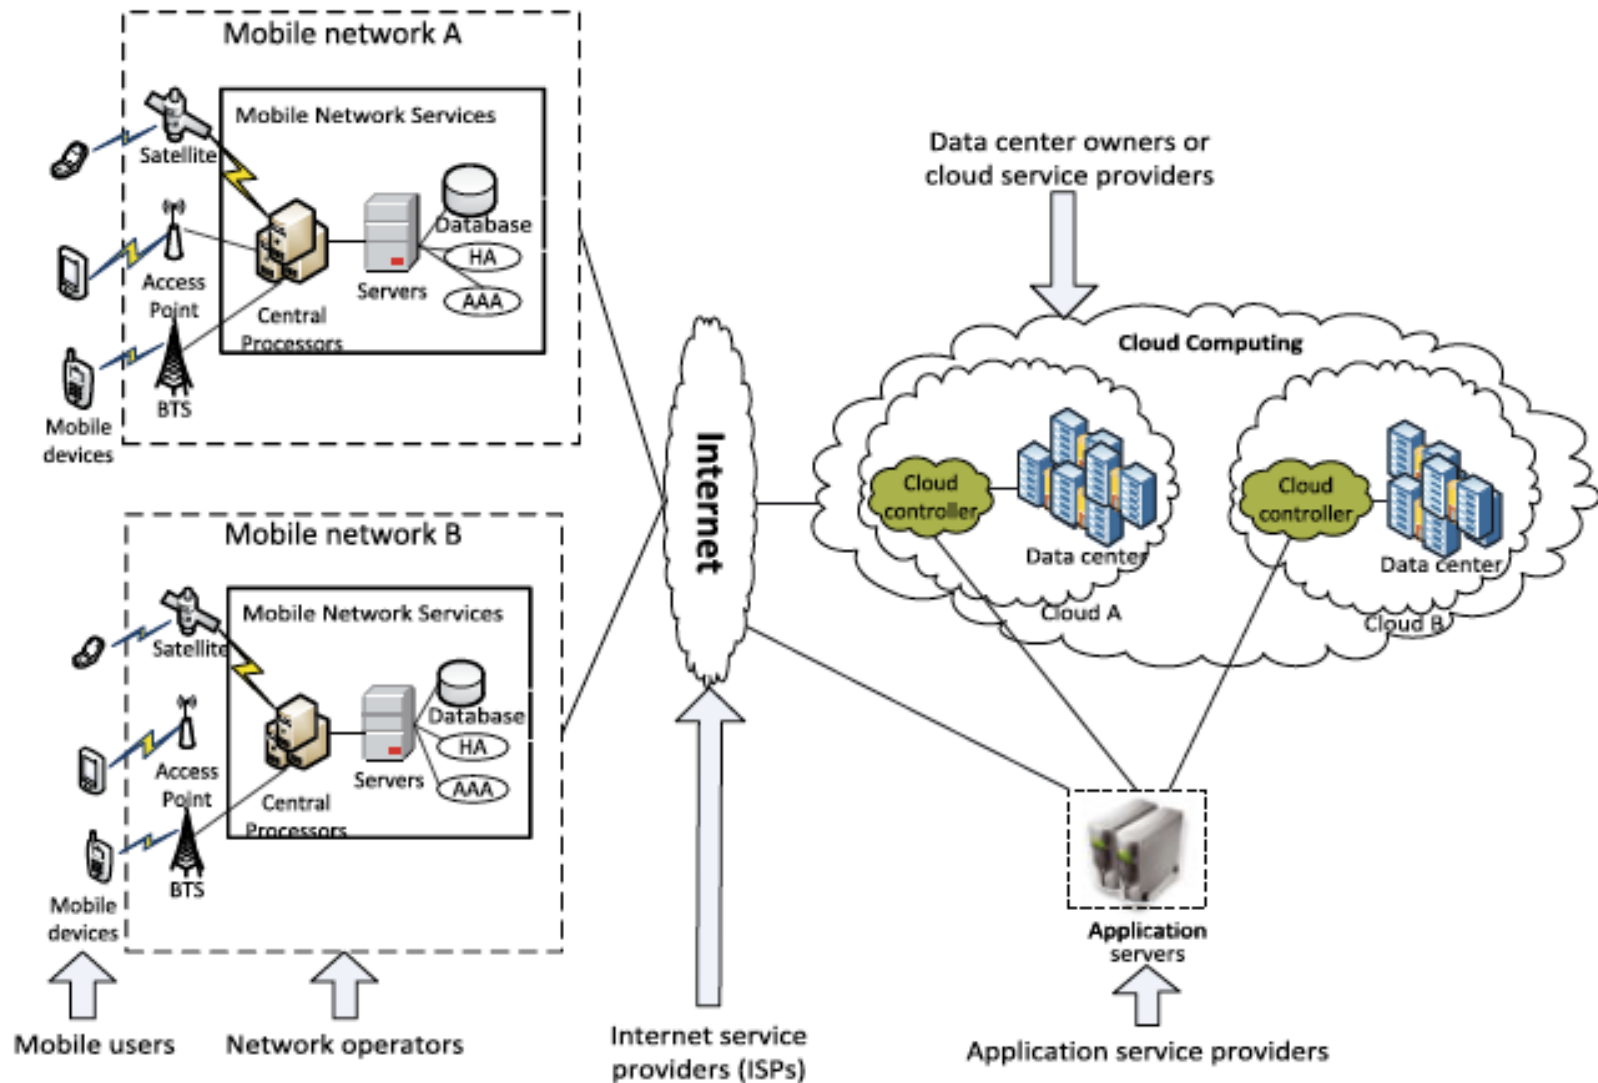 Mobile network A
Mobile Network Services
Satellite
Database
HA
AAA
Access
Point
Servers
Central
Processors
BTS
Mobile
devices
Mobile network B
Mobile Network Services
Satellite
Database
HA
AAA
Access
Point
Servers
Central
Processors
BTS
Mobile
devices
Mobile users
Network operators
Internet
Internet service
providers (ISPs)
Data center owners or
cloud service providers
Cloud Computing
Cloud
controller
Data center
Cloud A
Cloud
controller
Data center
Cloud B
Application
servers
Application service providers